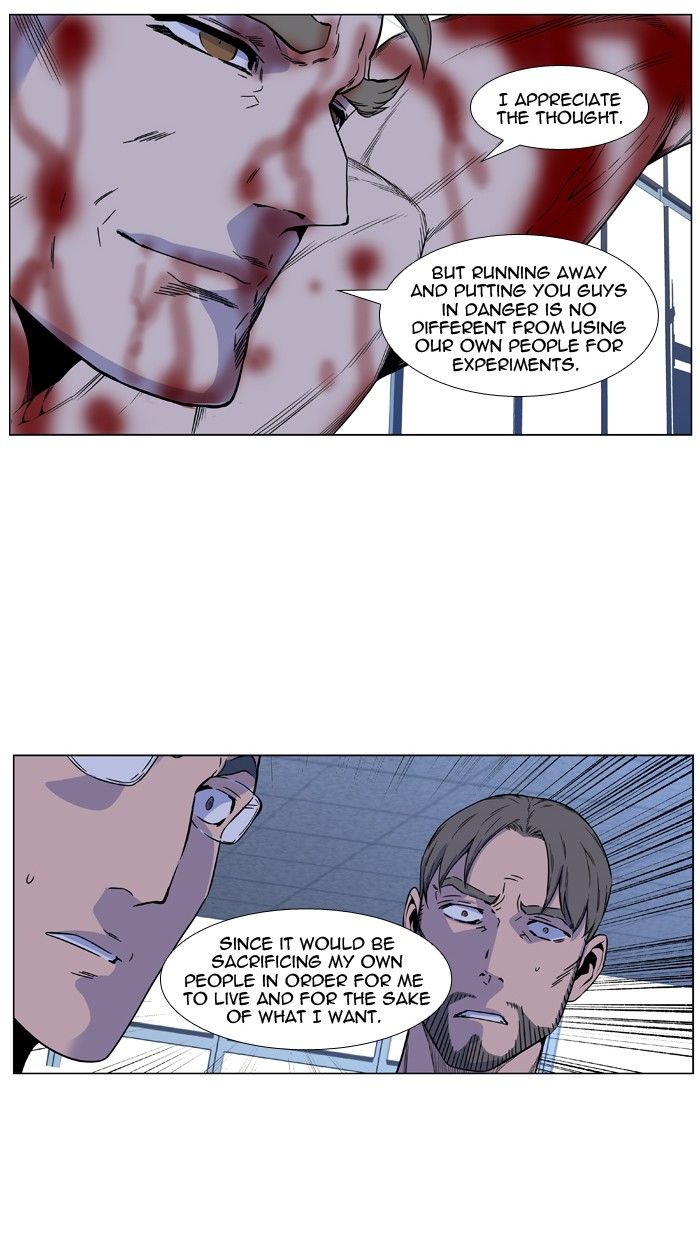 I APPRECIATE
THE THOUGHT.
BUT RUNNING AWAY
AND PUTTING YOU GUYS
IN DANGER IS NO
DIFFERENT FROM USING
OUR OWN PEOPLE FOR
EXPERIMENTS.
SINCE IT WOULD BE
SACRIFICING MY OWN
PEOPLE IN ORDER FOR ME
TO LIVE AND FOR THE SAKE
OF WHAT I WANT.